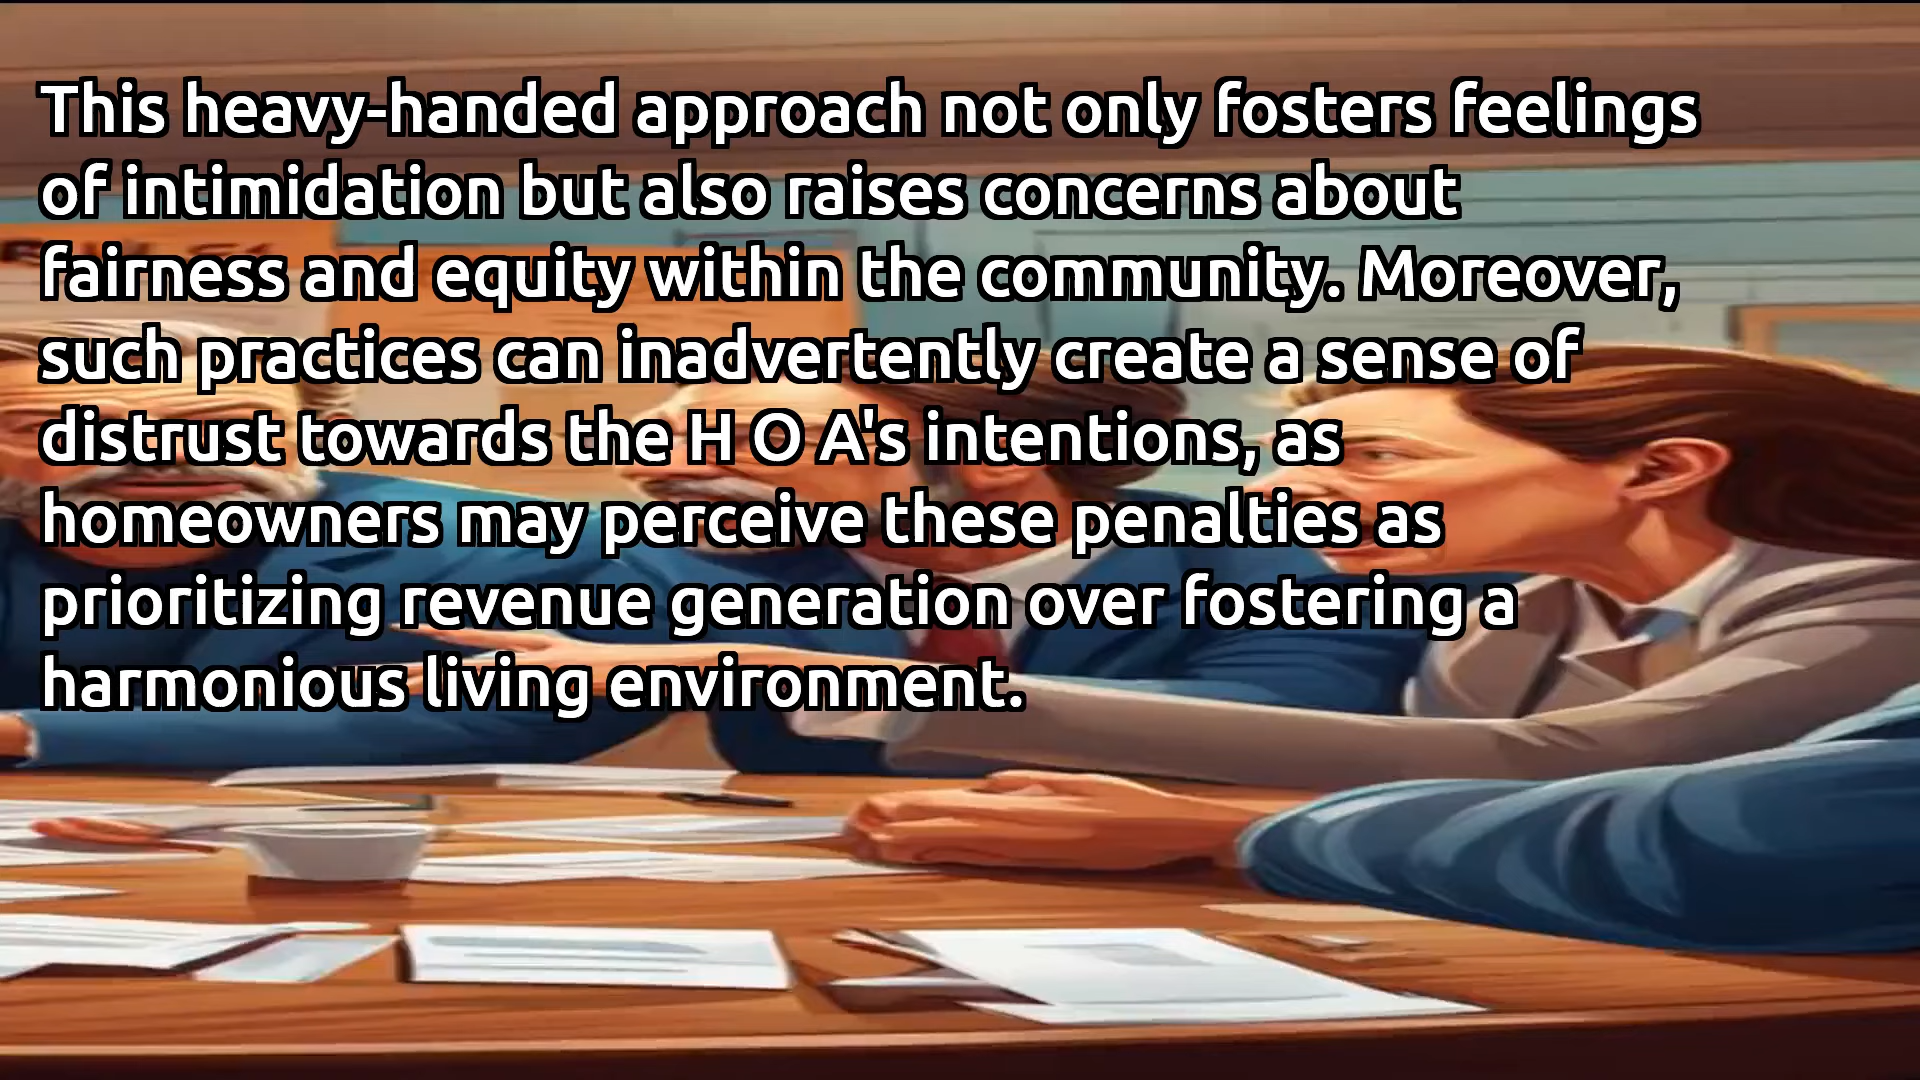 This heavy-handed approach not only fosters feelings
of intimidation but also raises concerns about
fairness and equity within the community. Moreover,
such practices can inadvertently create a sense of
distrust towards the H O A's intentions, as
homeowners may perceive these penalties as
prioritizing revenue generation over fostering a
harmonious living environment.